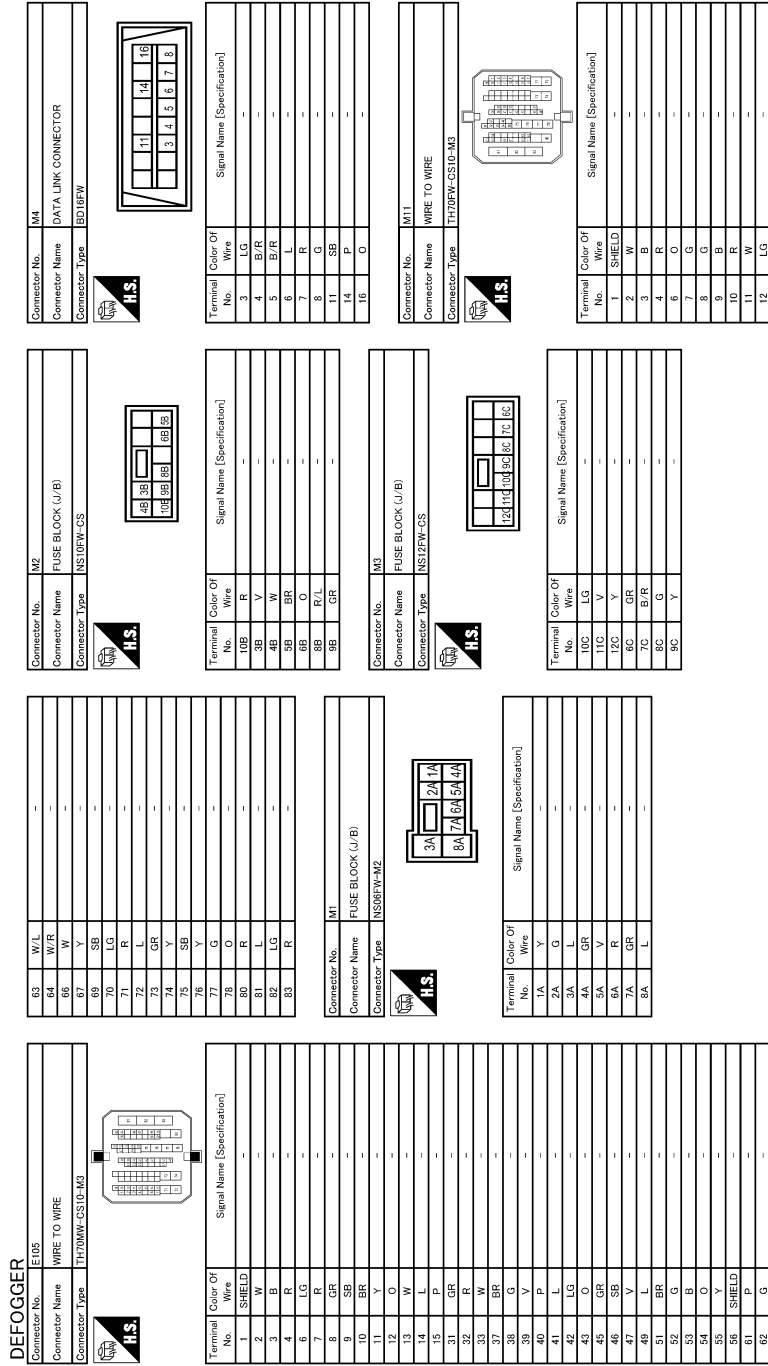 DEFOGGER
Connector No. E105
Connector Name WIRE TO WIRE
Connector Type TH70MW-CS10-M3
H.S.
Terminal No. Color Of Wire Signal Name [Specification]
1 SHIELD -
2 W -
3 B -
4 R -
6 LG -
7 R -
8 GR -
9 SB -
10 BR -
11 Y -
12 O -
13 W -
14 L -
15 P -
31 GR -
32 R -
33 W -
37 BR -
38 G -
39 V -
40 P -
41 L -
42 LG -
43 O -
45 GR -
46 SB -
47 V -
49 L -
51 BR -
52 G -
53 B -
54 O -
55 Y -
56 SHIELD -
61 P -
62 G -
63 W/L -
64 W/R -
66 W -
67 Y -
69 SB -
70 LG -
71 R -
72 L -
73 GR -
74 Y -
75 SB -
76 Y -
77 G -
78 O -
80 R -
81 L -
82 LG -
83 R -
Connector No. M1
Connector Name FUSE BLOCK (J/B)
Connector Type NS06FW-M2
H.S.
3A 2A 1A
8A 7A 6A 5A 4A
Terminal No. Color Of Wire Signal Name [Specification]
1A Y -
2A G -
3A L -
4A GR -
5A V -
6A R -
7A GR -
8A L -
Connector No. M2
Connector Name FUSE BLOCK (J/B)
Connector Type NS10FW-CS
H.S.
4B 3B
10B 9B 8B 6B 5B
Terminal No. Color Of Wire Signal Name [Specification]
10B R -
3B V -
4B W -
5B BR -
6B O -
8B R/L -
9B GR -
Connector No. M3
Connector Name FUSE BLOCK (J/B)
Connector Type NS12FW-CS
H.S.
12C 11C 10C 9C 8C 7C 6C
Terminal No. Color Of Wire Signal Name [Specification]
10C LG -
11C V -
12C Y -
6C GR -
7C B/R -
8C G -
9C Y -
Connector No. M4
Connector Name DATA LINK CONNECTOR
Connector Type BD16FW
H.S.
11 14 16
3 4 5 6 7 8
Terminal No. Color Of Wire Signal Name [Specification]
3 LG -
4 B/R -
5 B/R -
6 L -
7 R -
8 G -
11 SB -
14 P -
16 O -
Connector No. M11
Connector Name WIRE TO WIRE
Connector Type TH70FW-CS10-M3
H.S.
Terminal No. Color Of Wire Signal Name [Specification]
1 SHIELD -
2 W -
3 B -
4 R -
6 O -
7 G -
8 G -
9 B -
10 R -
11 W -
12 LG -